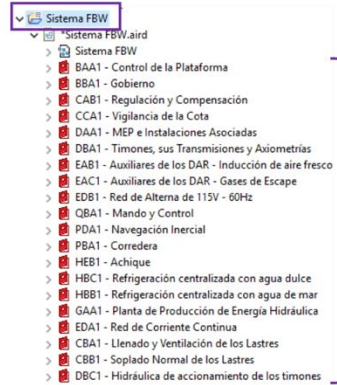 Sistema FBW
*Sistema FBW.aird
Sistema FBW
BAA1 - Control de la Plataforma
BBA1 - Gobierno
CAB1 - Regulación y Compensación
CCA1 - Vigilancia de la Cota
DAA1 - MEP e Instalaciones Asociadas
DBA1 - Timones, sus Transmisiones y Axiometrías
EAB1 - Auxiliares de los DAR - Inducción de aire fresco
EAC1 - Auxiliares de los DAR - Gases de Escape
EDB1 - Red de Alterna de 115V - 60Hz
QBA1 - Mando y Control
PDA1 - Navegación Inercial
PBA1 - Corredera
HEB1 - Achique
HBC1 - Refrigeración centralizada con agua dulce
HBB1 - Refrigeración centralizada con agua de mar
GAA1 - Planta de Producción de Energía Hidráulica
EDA1 - Red de Corriente Continua
CBA1 - Llenado y Ventilación de los Lastres
CBB1 - Soplado Normal de los Lastres
DBC1 - Hidráulica de accionamiento de los timones